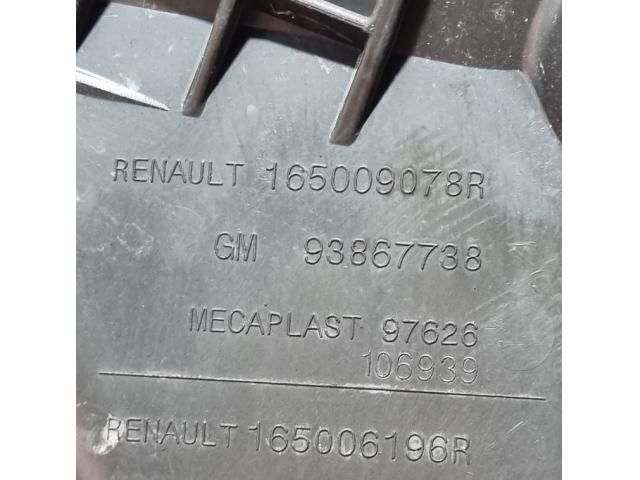 RENAULT 165009078R
GM 93867738
MECAPLAST 97626
106939
RENAULT 165006196R